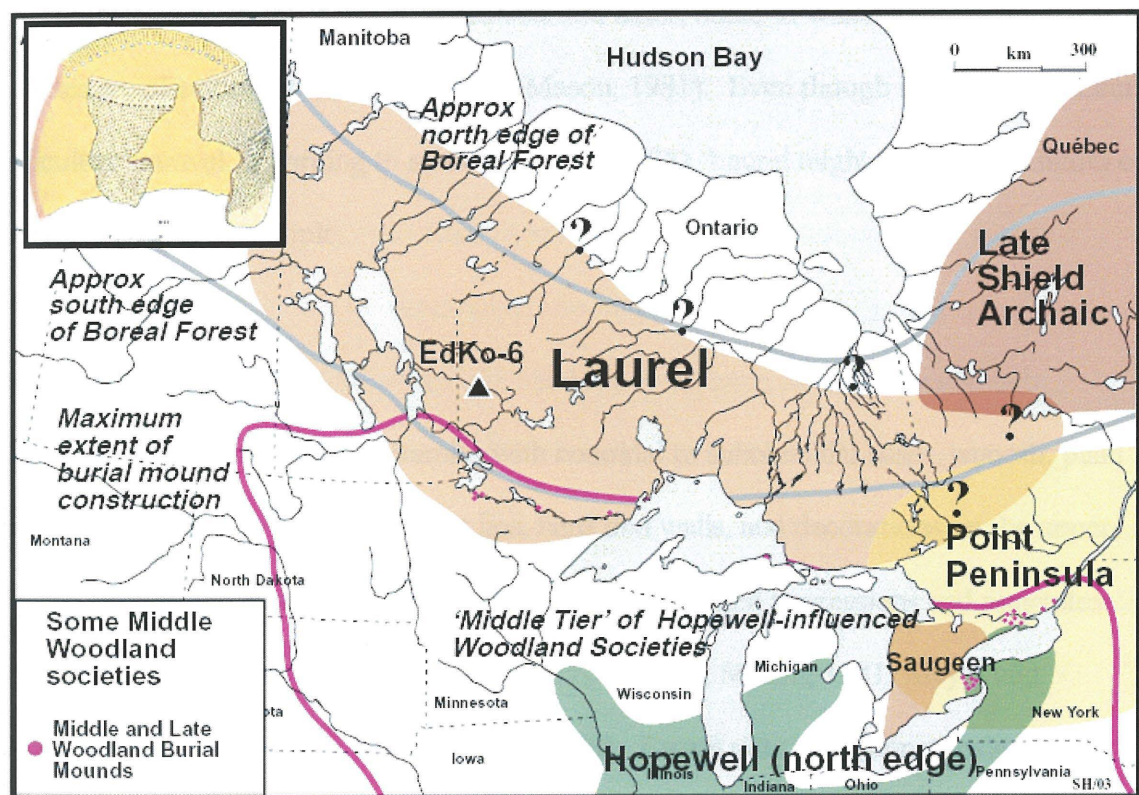 Manitoba
Hudson Bay
0 km 300
Approx
north edge of
Boreal Forest
Québec
Ontario
?
?
?
?
?
Late
Shield
Archaic
Approx
south edge
of Boreal Forest
EdKo-6
Laurel
Maximum
extent of
burial mound
construction
Montana
North Dakota
Point
Peninsula
'Middle Tier' of Hopewell-influenced
Woodland Societies
Saugeen
Michigan
Wisconsin
Minnesota
New York
Iowa
Hopewell (north edge)
Illinois
Indiana
Ohio
Pennsylvania
SH/03
Some Middle
Woodland
societies
Middle and Late
Woodland Burial
Mounds